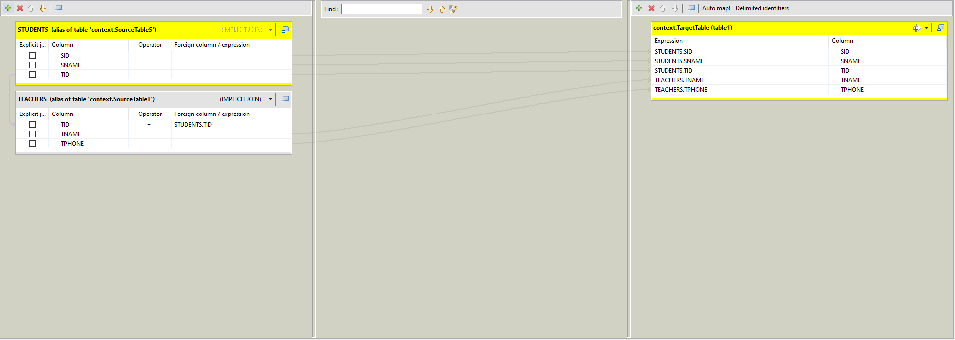 Find:
Auto map! Delimited identifiers
STUDENTS (alias of table 'context.SourceTableS')
(IMPLICIT JOIN)
Explicit j... Column Operator Foreign column / expression
SID
SNAME
TID
TEACHERS (alias of table 'context.SourceTableT')
(IMPLICIT JOIN)
Explicit j... Column Operator Foreign column / expression
TID = STUDENTS.TID
TNAME
TPHONE
context.TargetTable (table1)
Expression Column
STUDENTS.SID SID
STUDENTS.SNAME SNAME
STUDENTS.TID TID
TEACHERS.TNAME TNAME
TEACHERS.TPHONE TPHONE